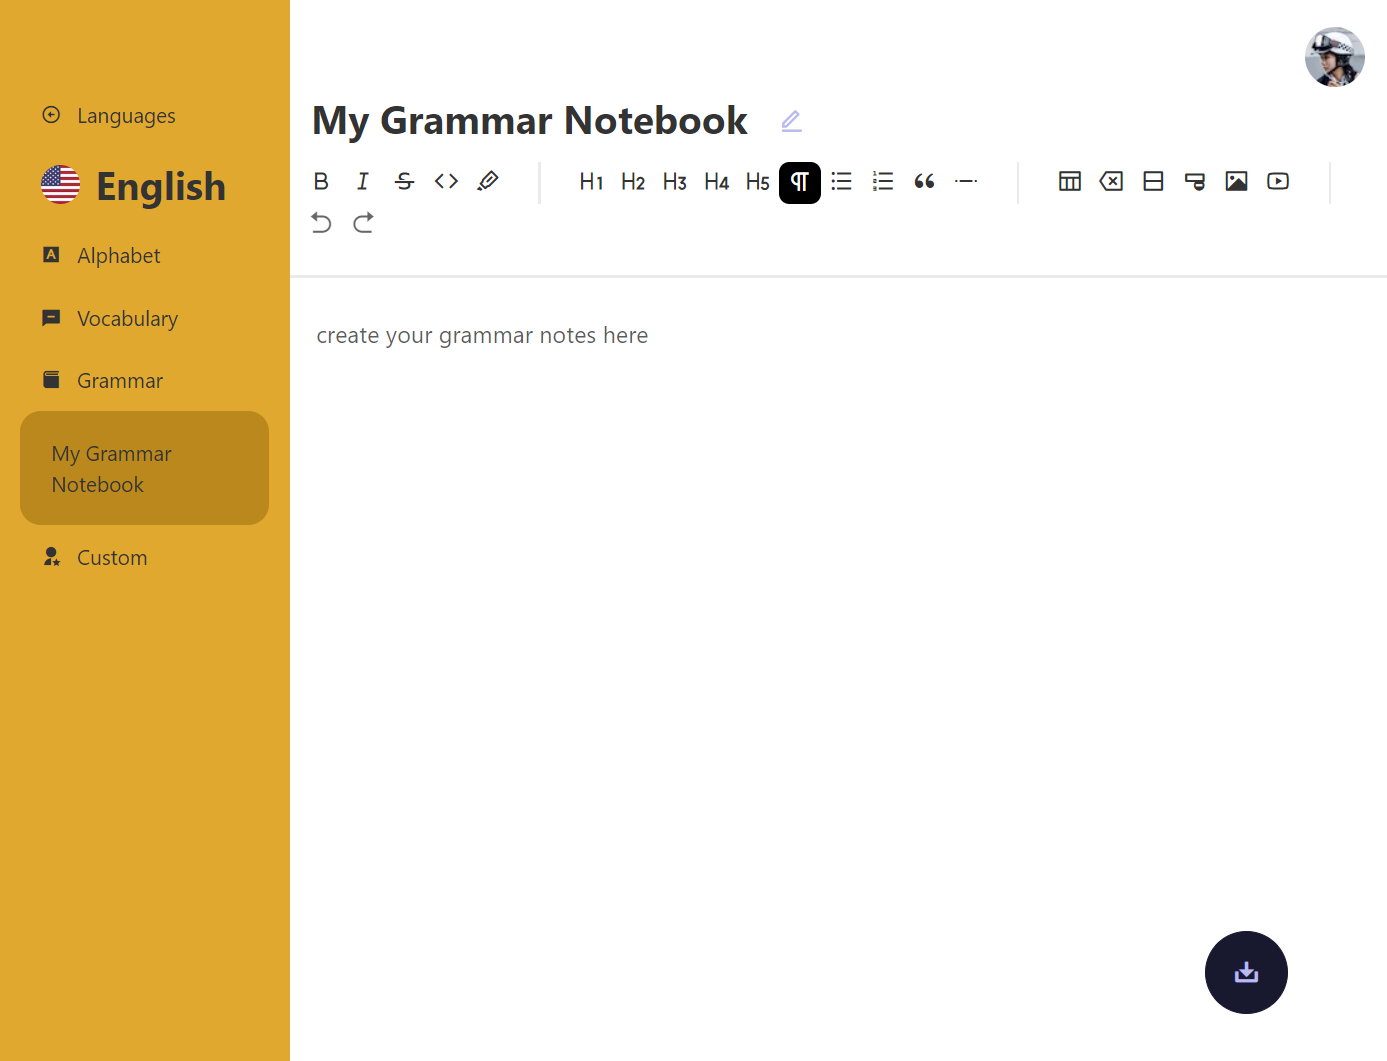 Languages
English
Alphabet
Vocabulary
Grammar
My Grammar
Notebook
Custom
My Grammar Notebook
B I S H1 H2 H3 H4 H5
create your grammar notes here